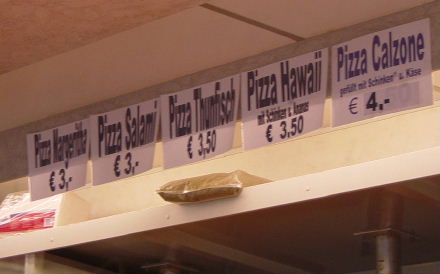 Pizza Margerita
€ 3,-
Pizza Salami
€ 3,-
Pizza Thunfisch
€ 3,50
Pizza Hawaii
mit Schinken & Ananas
€ 3,50
Pizza Calzone
gefüllt mit Schinken & Käse
€ 4,-